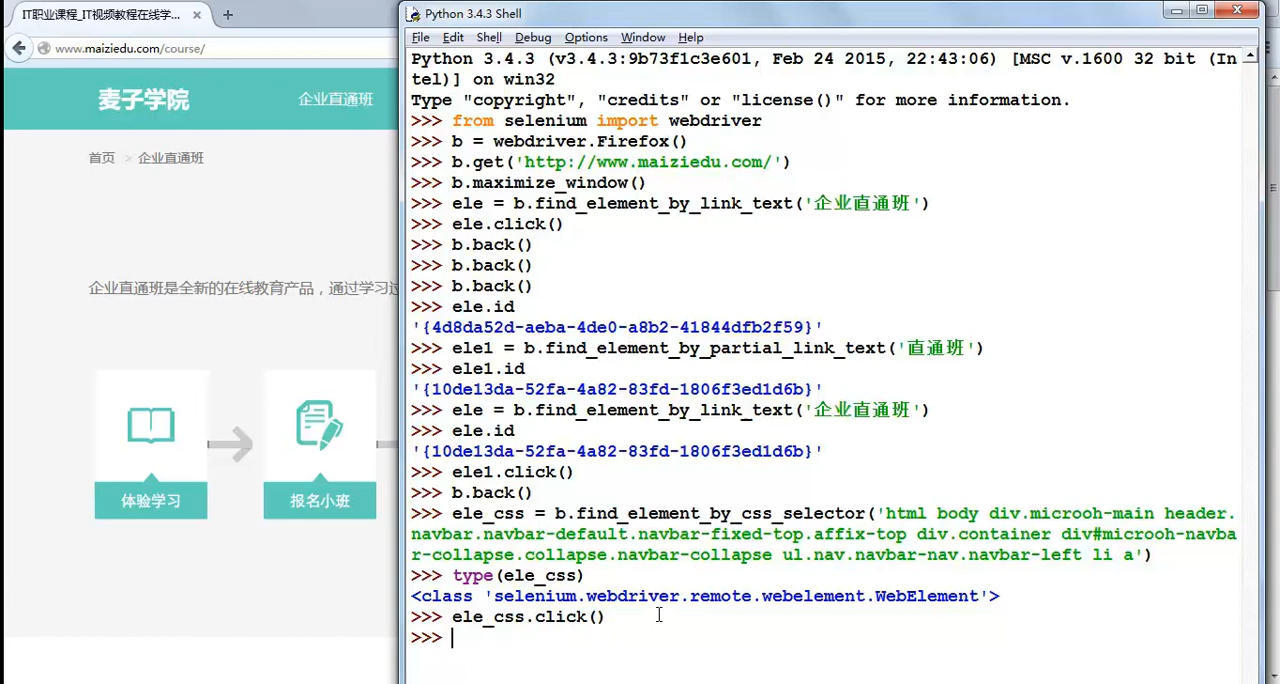 IT职业课程_IT视频教程在线学...
www.maiziedu.com/course/
麦子学院
企业直通班
首页 > 企业直通班
企业直通班是全新的在线教育产品，通过学习
体验学习
报名小班
Python 3.4.3 Shell
File Edit Shell Debug Options Window Help
Python 3.4.3 (v3.4.3:9b73f1c3e601, Feb 24 2015, 22:43:06) [MSC v.1600 32 bit (In
tel)] on win32
Type "copyright", "credits" or "license()" for more information.
>>> from selenium import webdriver
>>> b = webdriver.Firefox()
>>> b.get('http://www.maiziedu.com/')
>>> b.maximize_window()
>>> ele = b.find_element_by_link_text('企业直通班')
>>> ele.click()
>>> b.back()
>>> b.back()
>>> b.back()
>>> ele.id
'{4d8da52d-aeba-4de0-a8b2-41844dfb2f59}'
>>> ele1 = b.find_element_by_partial_link_text('直通班')
>>> ele1.id
'{10de13da-52fa-4a82-83fd-1806f3ed1d6b}'
>>> ele = b.find_element_by_link_text('企业直通班')
>>> ele.id
'{10de13da-52fa-4a82-83fd-1806f3ed1d6b}'
>>> ele1.click()
>>> b.back()
>>> ele_css = b.find_element_by_css_selector('html body div.microoh-main header.
navbar.navbar-default.navbar-fixed-top.affix-top div.container div#microoh-navba
r-collapse.collapse.navbar-collapse ul.nav.navbar-nav.navbar-left li a')
>>> type(ele_css)
<class 'selenium.webdriver.remote.webelement.WebElement'>
>>> ele_css.click()
>>>